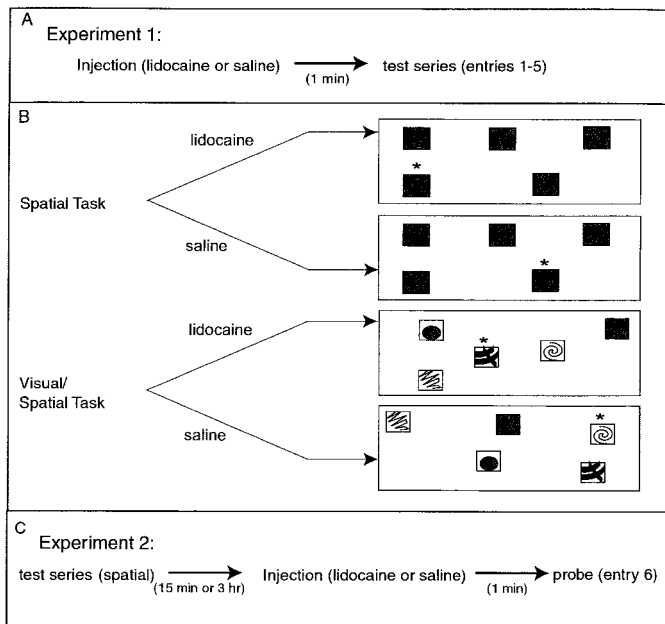 A
Experiment 1:
Injection (lidocaine or saline)
(1 min)
test series (entries 1-5)
B
lidocaine
*
Spatial Task
saline
*
lidocaine
*
Visual/
Spatial Task
saline
*
C
Experiment 2:
test series (spatial)
(15 min or 3 hr)
Injection (lidocaine or saline)
(1 min)
probe (entry 6)